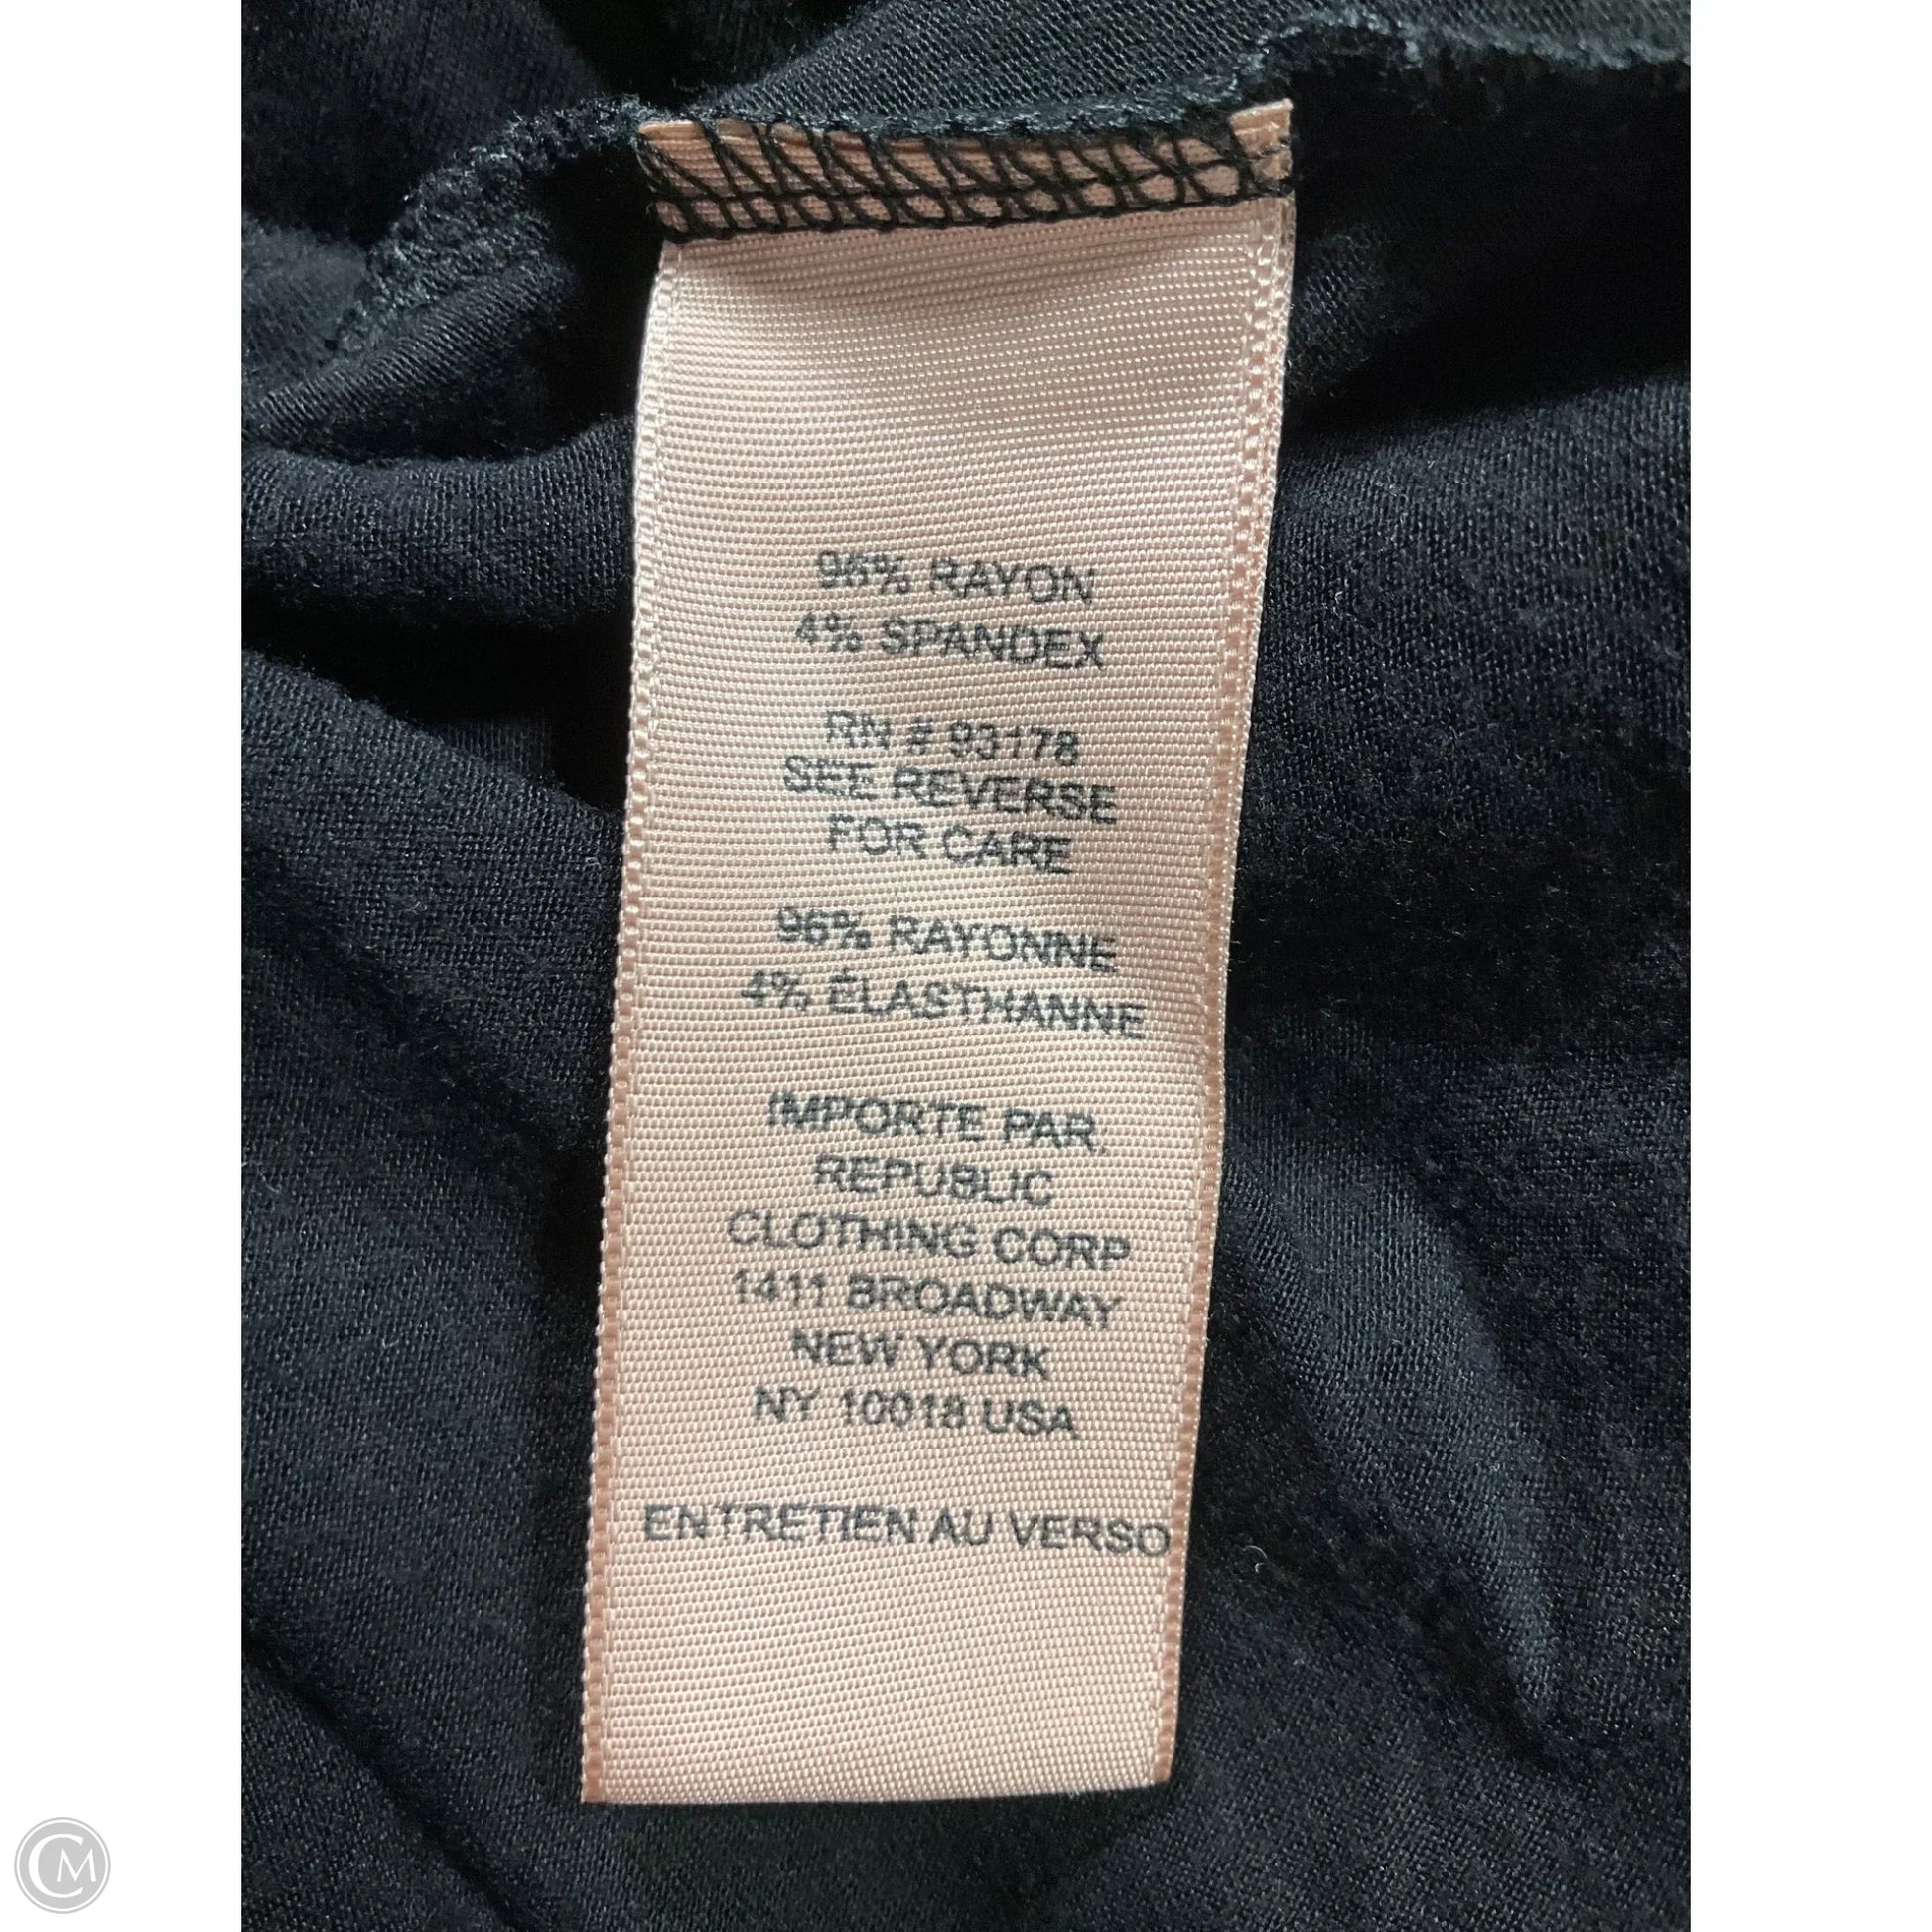 96% RAYON
4% SPANDEX
RN # 93178
SEE REVERSE
FOR CARE
96% RAYONNE
4% ÉLASTHANNE
IMPORTE PAR
REPUBLIC
CLOTHING CORP
1411 BROADWAY
NEW YORK
NY 10018 USA
ENTRETIEN AU VERSO
CM